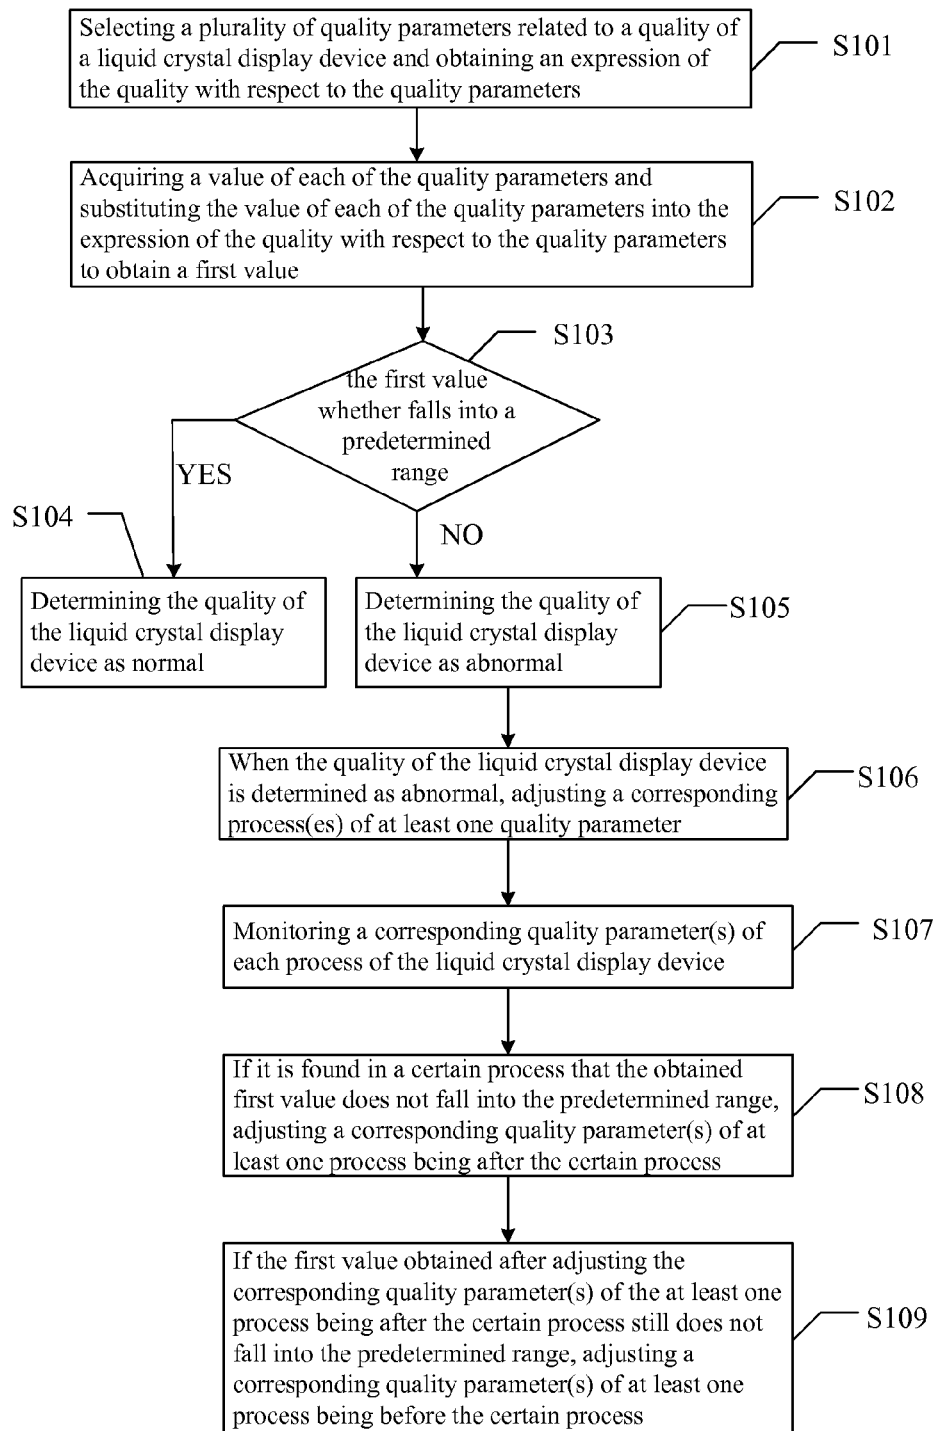 Selecting a plurality of quality parameters related to a quality of
a liquid crystal display device and obtaining an expression of
the quality with respect to the quality parameters
S101
Acquiring a value of each of the quality parameters and
substituting the value of each of the quality parameters into the
expression of the quality with respect to the quality parameters
to obtain a first value
S102
S103
the first value
whether falls into a
predetermined
range
YES
NO
S104
Determining the quality of
the liquid crystal display
device as normal
Determining the quality of
the liquid crystal display
device as abnormal
S105
When the quality of the liquid crystal display device
is determined as abnormal, adjusting a corresponding
process(es) of at least one quality parameter
S106
Monitoring a corresponding quality parameter(s) of
each process of the liquid crystal display device
S107
If it is found in a certain process that the obtained
first value does not fall into the predetermined range,
adjusting a corresponding quality parameter(s) of at
least one process being after the certain process
S108
If the first value obtained after adjusting the
corresponding quality parameter(s) of the at least one
process being after the certain process still does not
fall into the predetermined range, adjusting a
corresponding quality parameter(s) of at least one
process being before the certain process
S109